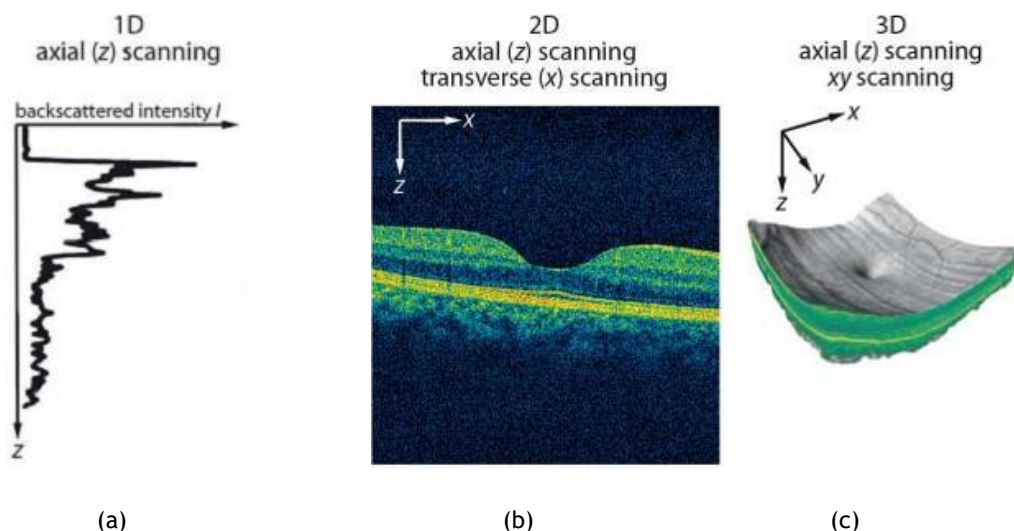 1D
axial (z) scanning
backscattered intensity I
z
(a)
2D
axial (z) scanning
transverse (x) scanning
x
z
(b)
3D
axial (z) scanning
xy scanning
x
y
z
(c)